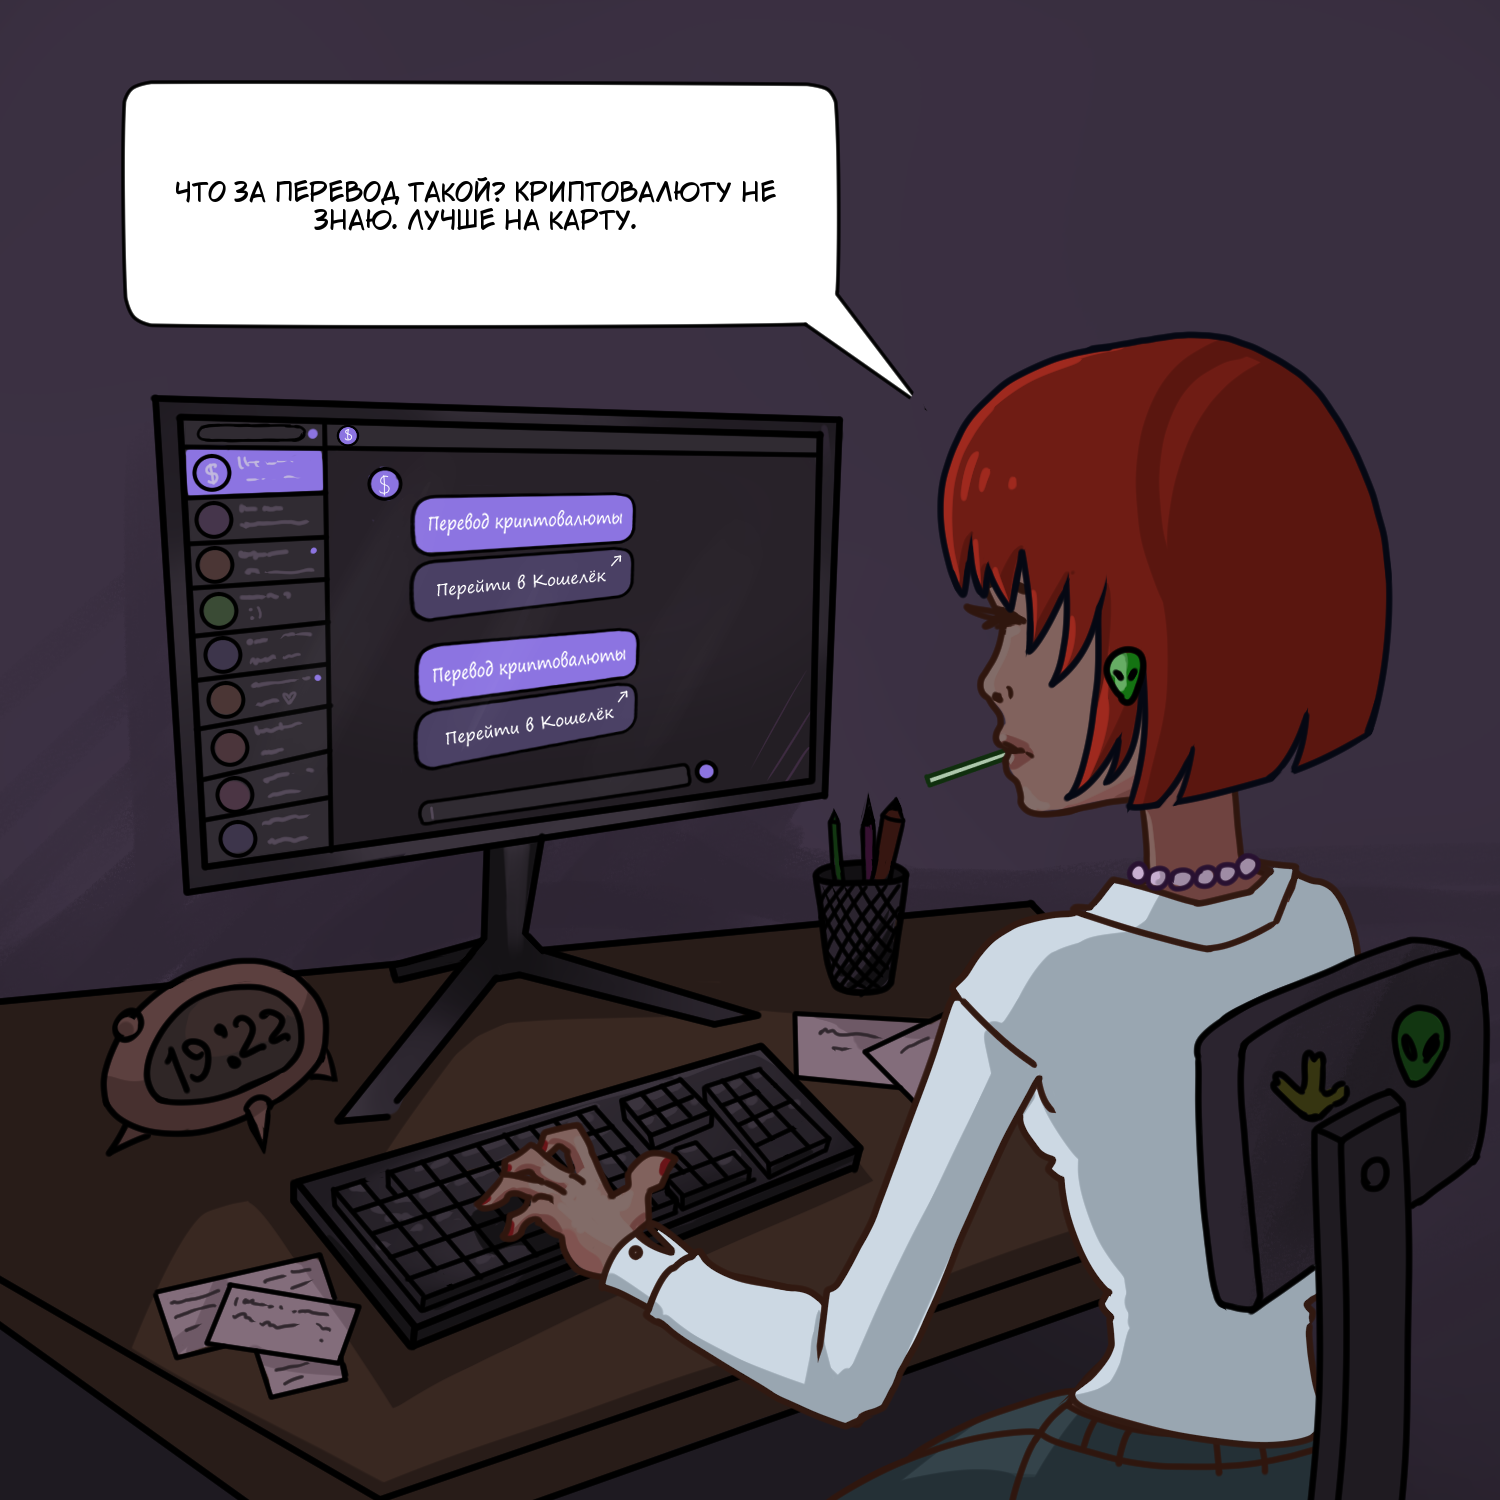 ЧТО ЗА ПЕРЕВОД ТАКОЙ? КРИПТОВАЛЮТУ НЕ
ЗНАЮ. ЛУЧШЕ НА КАРТУ.
$
$
$
:)
Перевод криптовалюты
Перейти в Кошелёк
Перевод криптовалюты
Перейти в Кошелёк
19:22